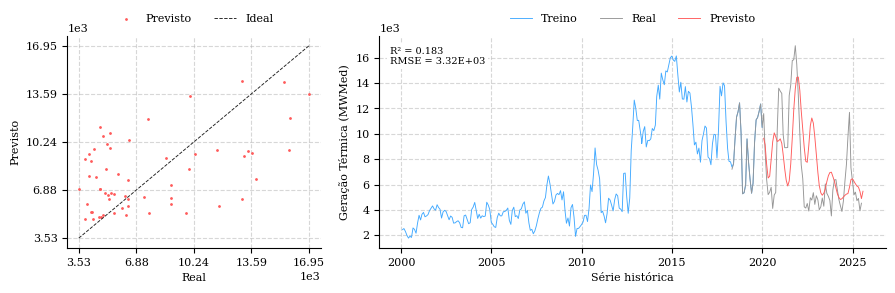 Previsto
Ideal
1e3
16.95
13.59
10.24
6.88
3.53
Previsto
3.53
6.88
10.24
13.59
16.95
Real
1e3
Treino
Real
Previsto
1e3
R² = 0.183
RMSE = 3.32E+03
16
14
12
10
8
6
4
2
Geração Térmica (MWMed)
2000
2005
2010
2015
2020
2025
Série histórica